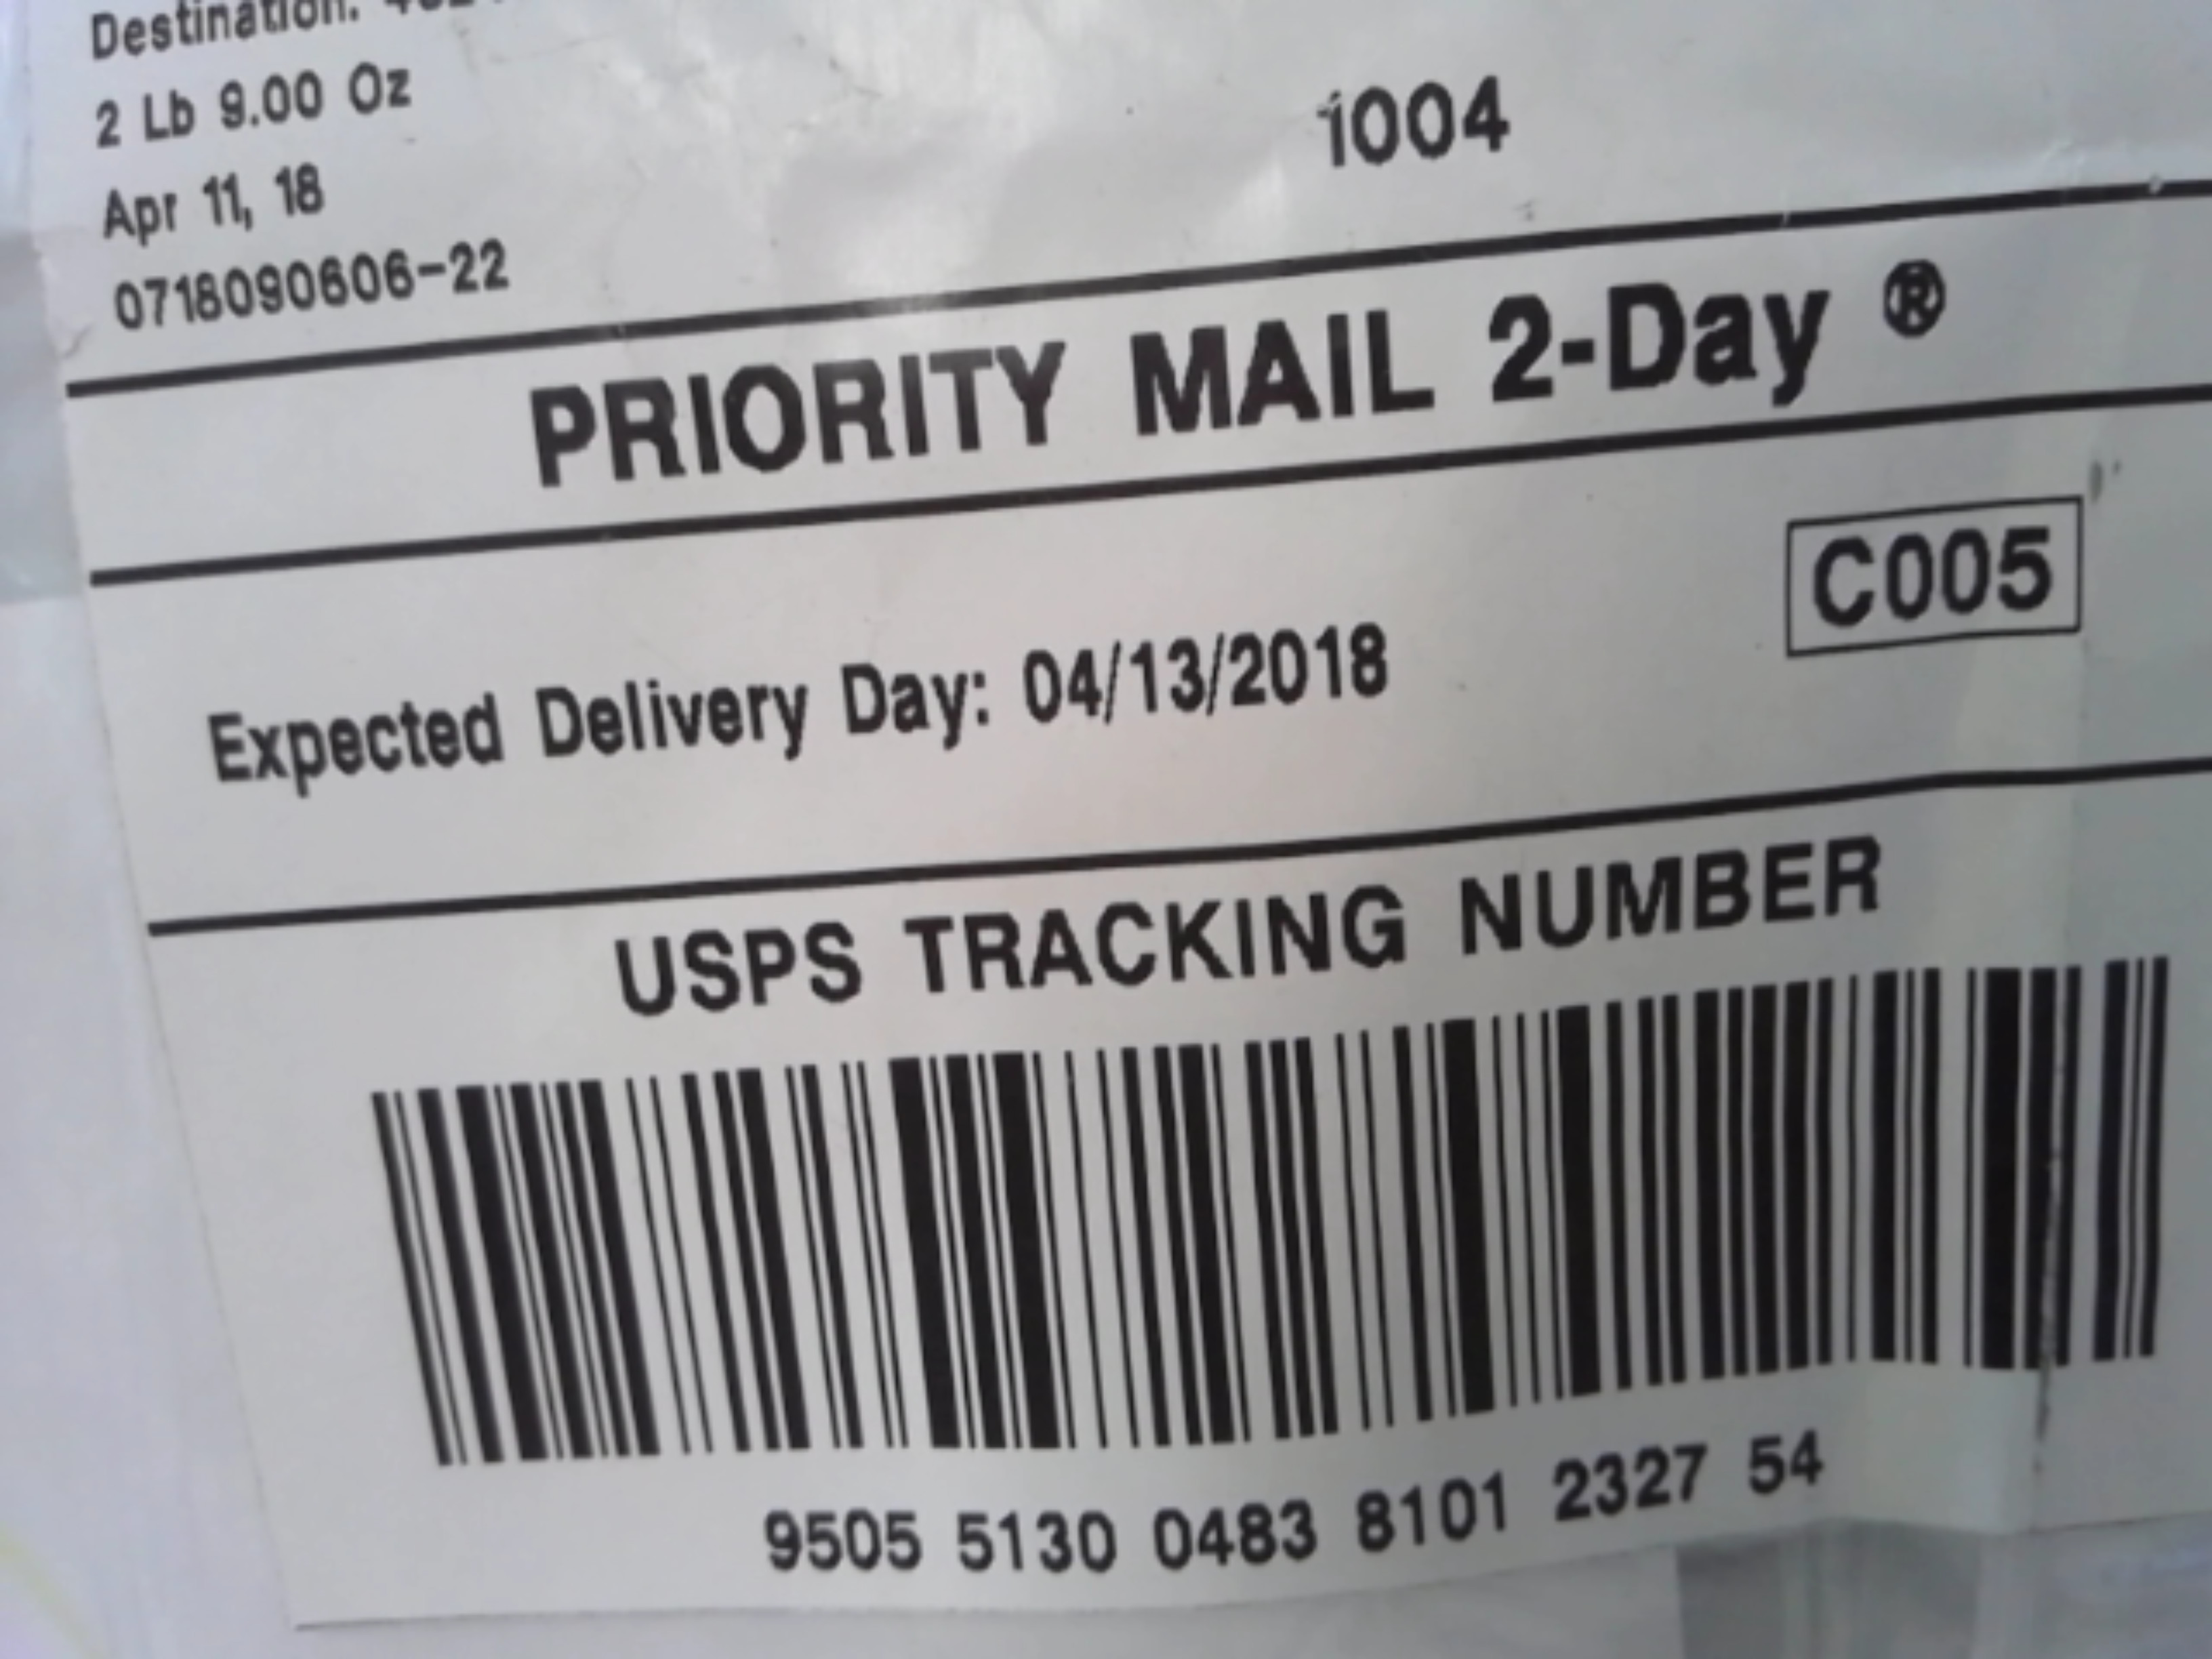 Destination:
2 Lb 9.00 Oz
Apr 11, 18
0718090606-22
1004
PRIORITY MAIL 2-Day ®
C005
Expected Delivery Day: 04/13/2018
USPS TRACKING NUMBER
9505 5130 0483 8101 2327 54